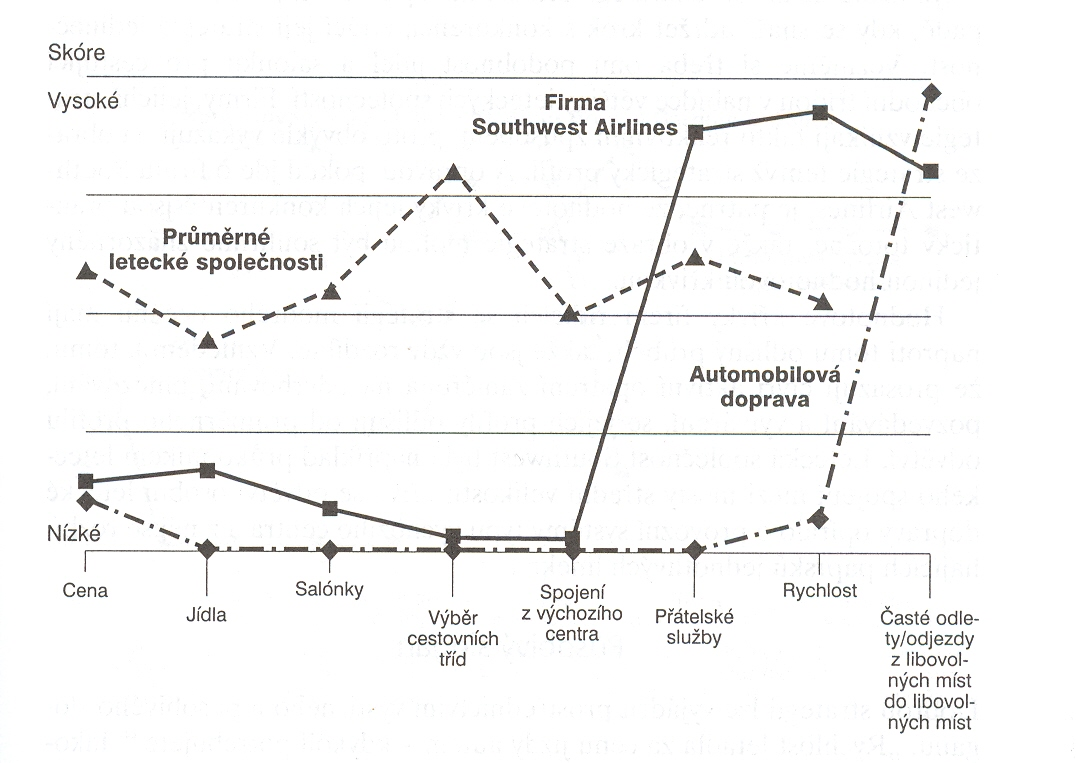 Skóre
Vysoké
Firma
Southwest Airlines
Průměrné
letecké společnosti
Automobilová
doprava
Nízké
Cena
Jídla
Salónky
Výběr
cestovních
tříd
Spojení
z výchozího
centra
Přátelské
služby
Rychlost
Časté odle-
ty/odjezdy
z libovol-
ných míst
do libovol-
ných míst